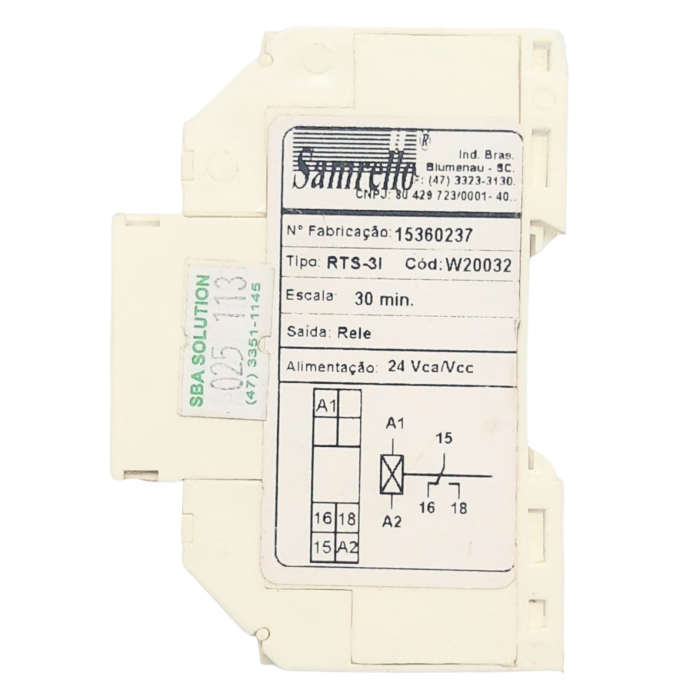 Samrello ®
Ind. Bras.
Blumenau - SC.
F: (47) 3323-3130.
CNPJ: 80 429 723/0001- 40..
N° Fabricação: 15360237
Tipo: RTS-3I Cód: W20032
Escala: 30 min.
Saída: Rele
Alimentação: 24 Vca/Vcc
A1
16 18
15 A2
A1
15
16 18
A2
SBA SOLUTION
025 113
(47) 3351-1145